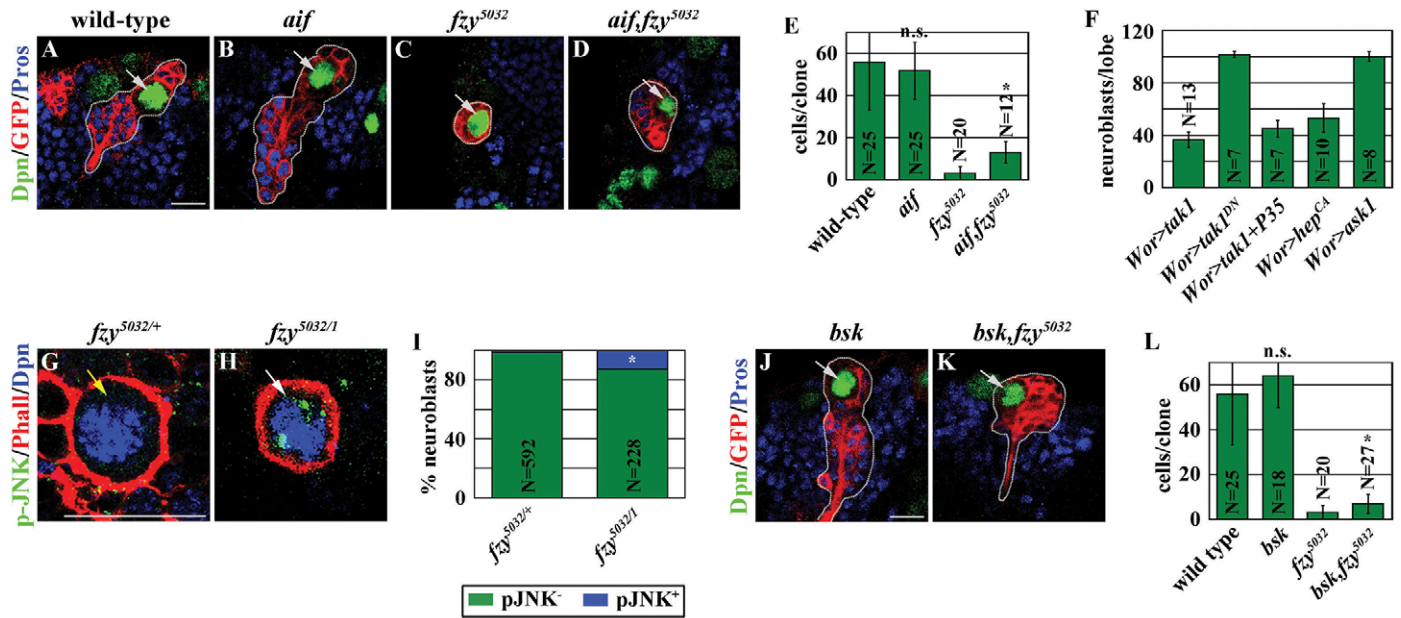 wild-type aif fzy5032 aif,fzy5032
A B C D
Dpn/GFP/Pros
E
cells/clone
60
40
20
0
n.s.
N=25 N=25 N=20 N=12 *
wild-type aif fzy5032 aif,fzy5032
F
neuroblasts/lobe
120
80
40
0
N=13 N=7 N=7 N=10 N=8
Wor>tak1 Wor>tak1DN Wor>tak1+P35 Wor>hepCA Wor>ask1
fzy5032/+ fzy5032/1
G H
p-JNK/Phall/Dpn
I
% neuroblasts
80
40
0
*
N=592 N=228
fzy5032/+ fzy5032/1
pJNK- pJNK+
bsk bsk,fzy5032
J K
Dpn/GFP/Pros
L
cells/clone
60
40
20
0
n.s.
N=25 N=18 N=20 N=27 *
wild type bsk fzy5032 bsk,fzy5032